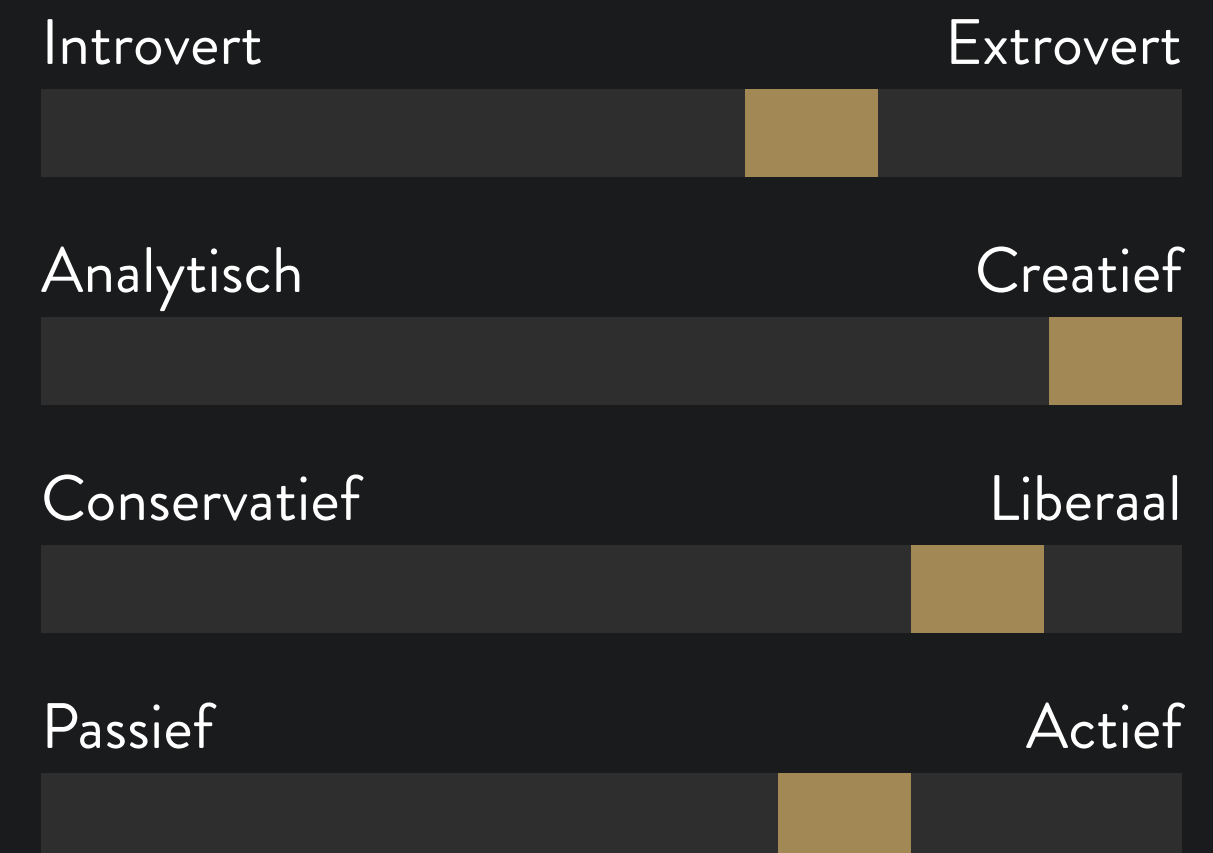 Introvert Extrovert
Analytisch Creatief
Conservatief Liberaal
Passief Actief